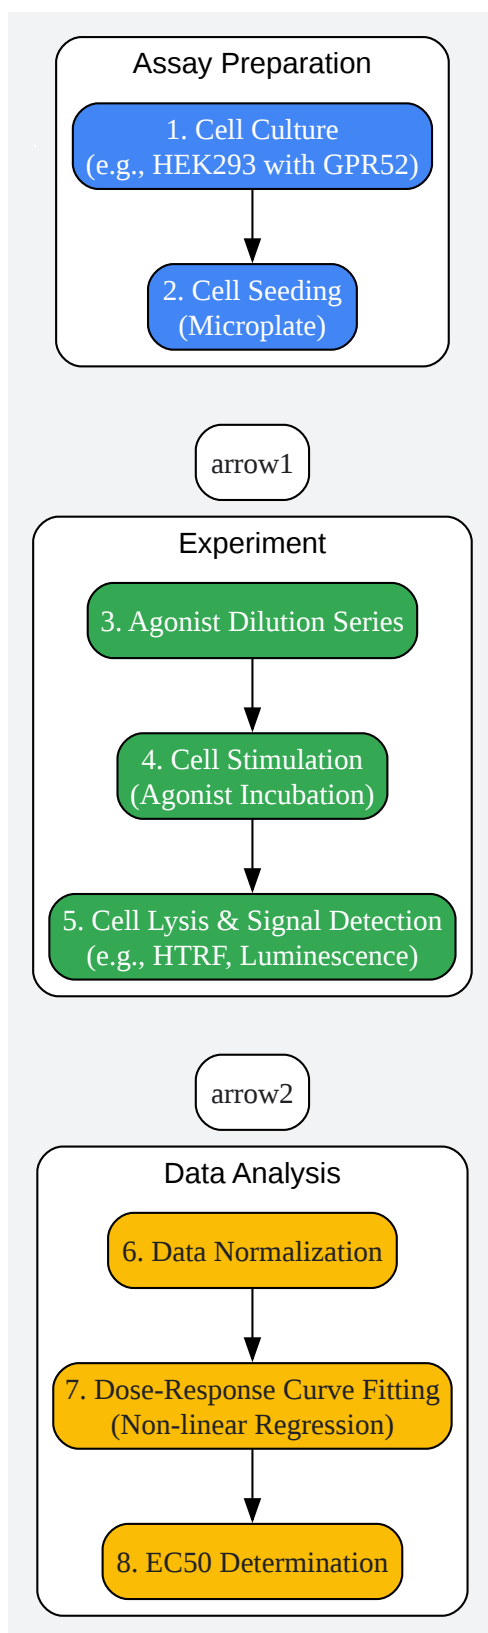 Assay Preparation
1. Cell Culture
(e.g., HEK293 with GPR52)
2. Cell Seeding
(Microplate)
arrow1
Experiment
3. Agonist Dilution Series
4. Cell Stimulation
(Agonist Incubation)
5. Cell Lysis & Signal Detection
(e.g., HTRF, Luminescence)
arrow2
Data Analysis
6. Data Normalization
7. Dose-Response Curve Fitting
(Non-linear Regression)
8. EC50 Determination